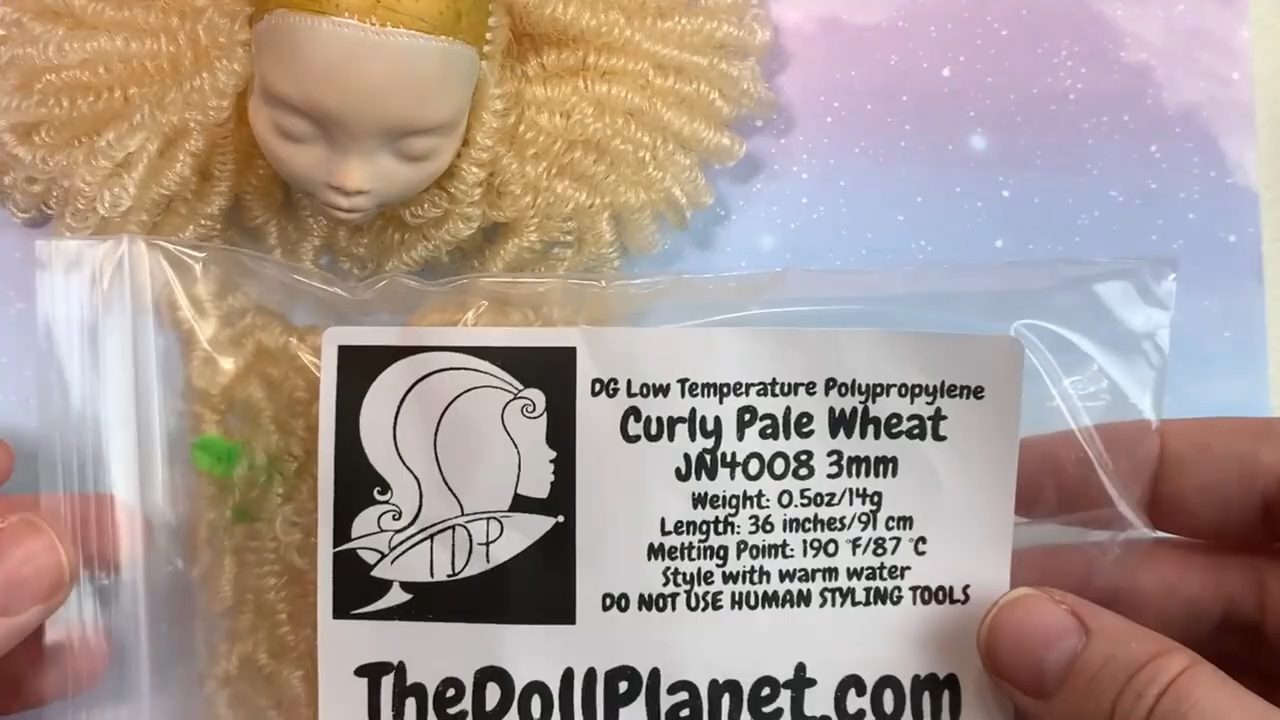 DG Low Temperature Polypropylene
Curly Pale Wheat
JN4008 3mm
Weight: 0.5oz/14g
Length: 36 inches/91 cm
Melting Point: 190 °F/87 °C
Style with warm water
DO NOT USE HUMAN STYLING TOOLS
TDP
TheDollPlanet.com